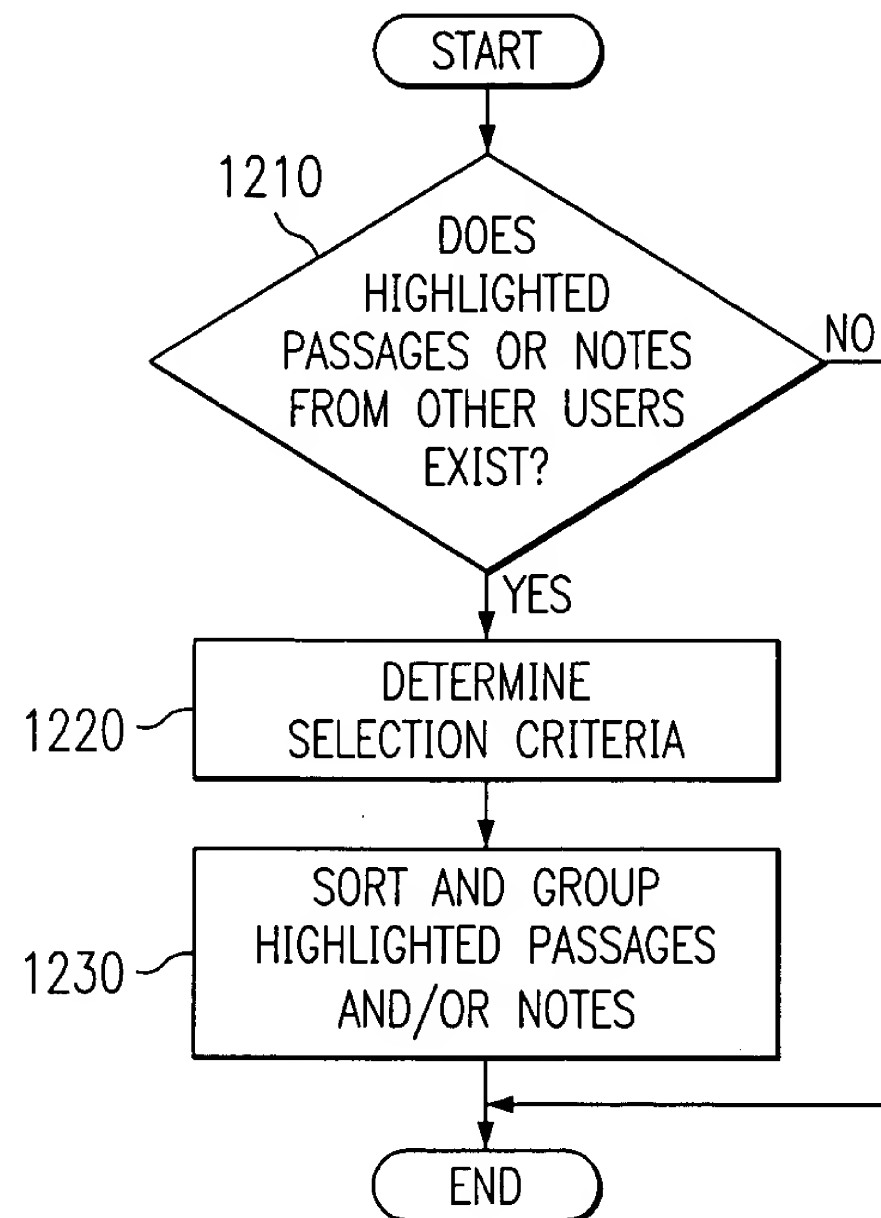 START
1210
DOES
HIGHLIGHTED
PASSAGES OR NOTES
FROM OTHER USERS
EXIST?
NO
YES
1220
DETERMINE
SELECTION CRITERIA
1230
SORT AND GROUP
HIGHLIGHTED PASSAGES
AND/OR NOTES
END